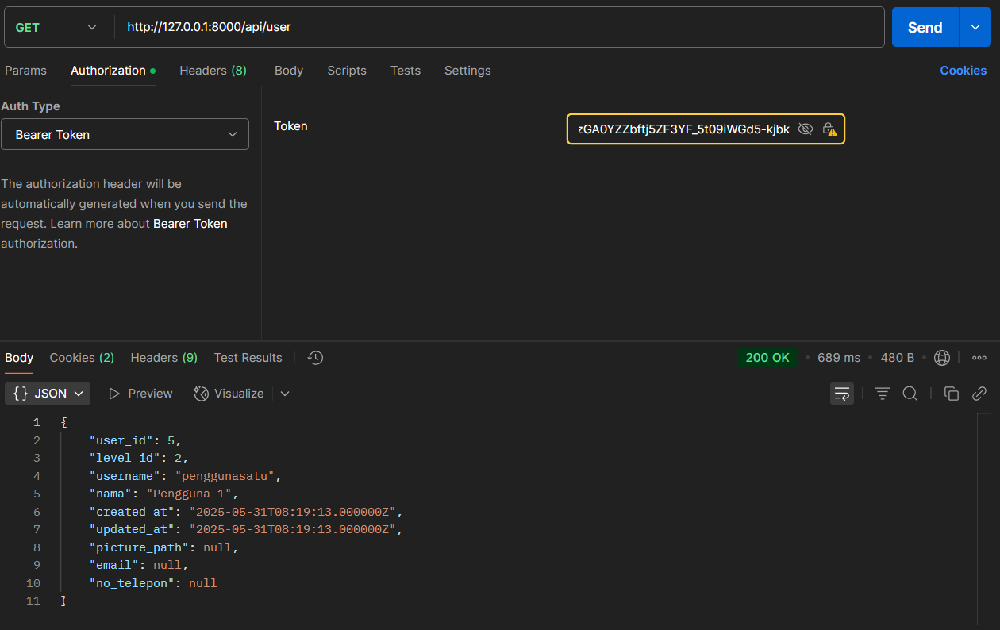 GET http://127.0.0.1:8000/api/user Send
Params Authorization Headers (8) Body Scripts Tests Settings Cookies
Auth Type
Bearer Token
Token zGA0YZZbftj5ZF3YF_5t09iWGd5-kjbk
The authorization header will be
automatically generated when you send the
request. Learn more about Bearer Token
authorization.
Body Cookies (2) Headers (9) Test Results 200 OK • 689 ms • 480 B •
{} JSON Preview Visualize
1 {
2 "user_id": 5,
3 "level_id": 2,
4 "username": "penggunasatu",
5 "nama": "Pengguna 1",
6 "created_at": "2025-05-31T08:19:13.000000Z",
7 "updated_at": "2025-05-31T08:19:13.000000Z",
8 "picture_path": null,
9 "email": null,
10 "no_telepon": null
11 }